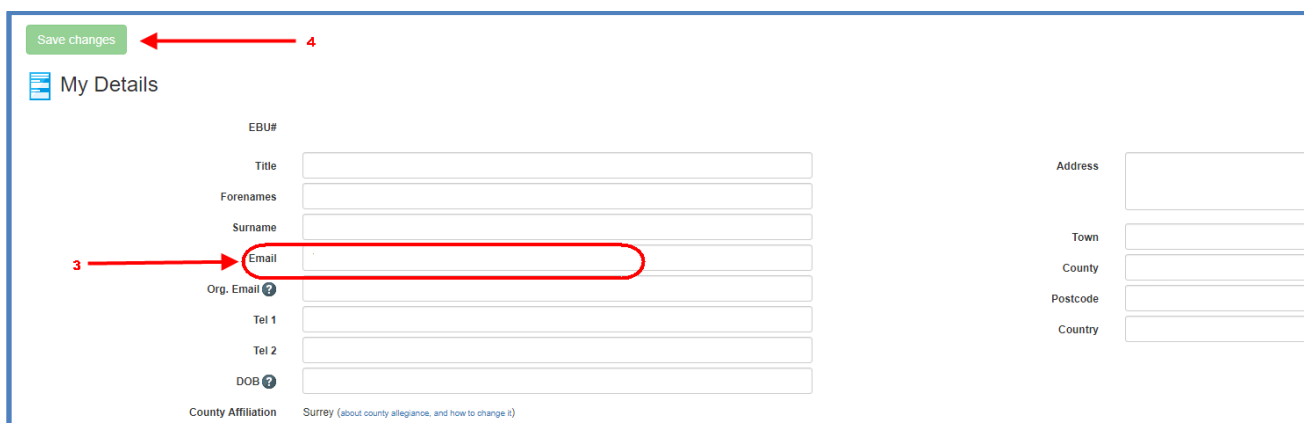 Save changes
4
My Details
EBU#
Title
Forenames
Surname
3
Email
Org. Email ?
Tel 1
Tel 2
DOB ?
County Affiliation Surrey (about county allegiance, and how to change it)
Address
Town
County
Postcode
Country